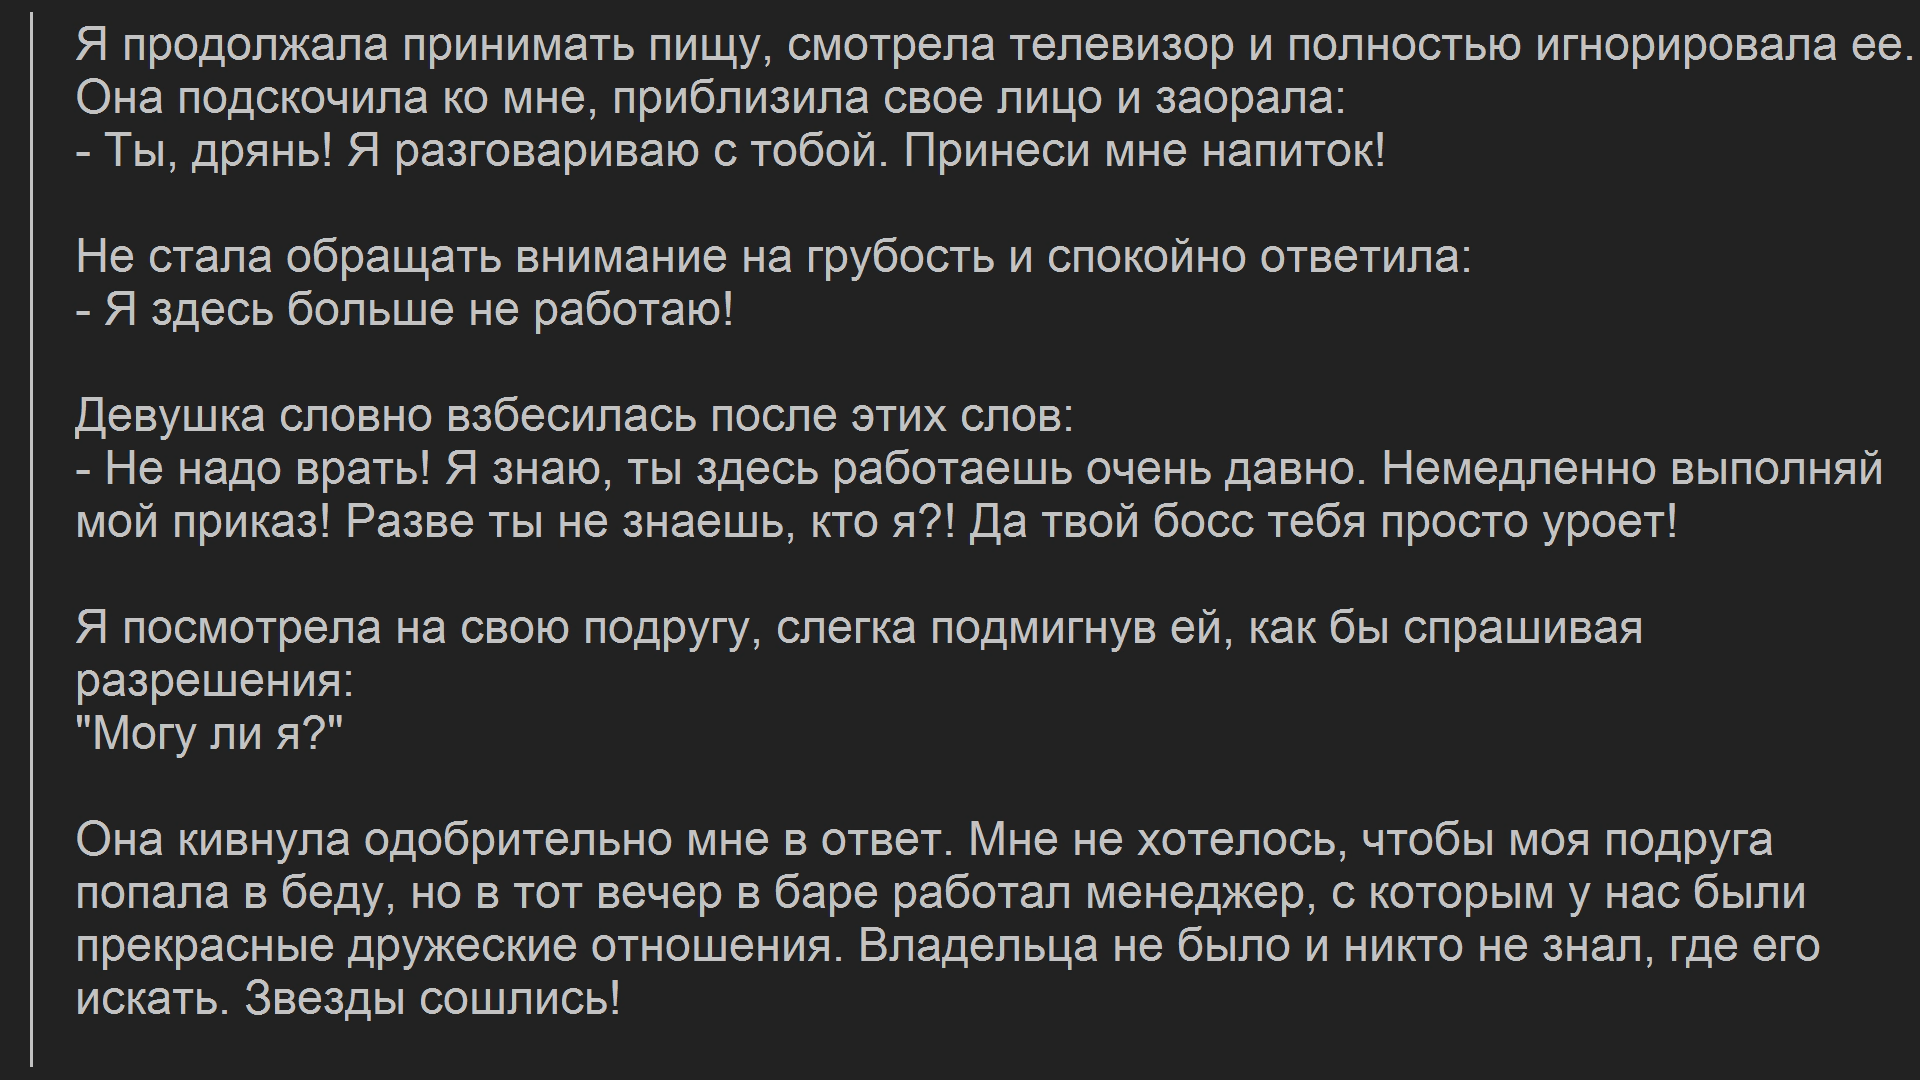 Я продолжала принимать пищу, смотрела телевизор и полностью игнорировала ее.
Она подскочила ко мне, приблизила свое лицо и заорала:
- Ты, дрянь! Я разговариваю с тобой. Принеси мне напиток!
Не стала обращать внимание на грубость и спокойно ответила:
- Я здесь больше не работаю!
Девушка словно взбесилась после этих слов:
- Не надо врать! Я знаю, ты здесь работаешь очень давно. Немедленно выполняй
мой приказ! Разве ты не знаешь, кто я?! Да твой босс тебя просто уроет!
Я посмотрела на свою подругу, слегка подмигнув ей, как бы спрашивая
разрешения:
"Могу ли я?"
Она кивнула одобрительно мне в ответ. Мне не хотелось, чтобы моя подруга
попала в беду, но в тот вечер в баре работал менеджер, с которым у нас были
прекрасные дружеские отношения. Владельца не было и никто не знал, где его
искать. Звезды сошлись!